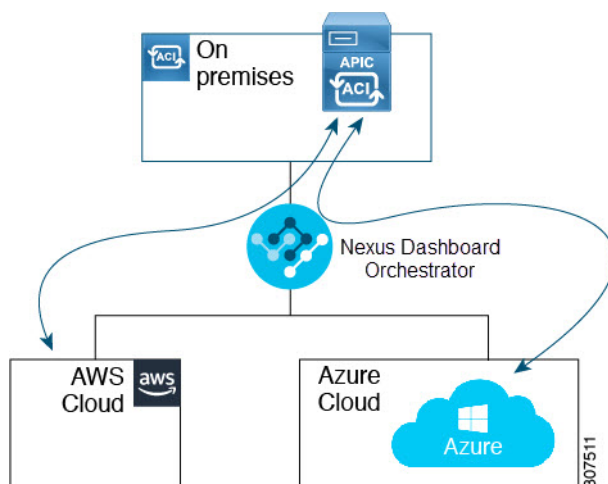 On
premises
ACI
APIC
ACI
Nexus Dashboard
Orchestrator
AWS
Cloud
aws
Azure
Cloud
Azure
307511